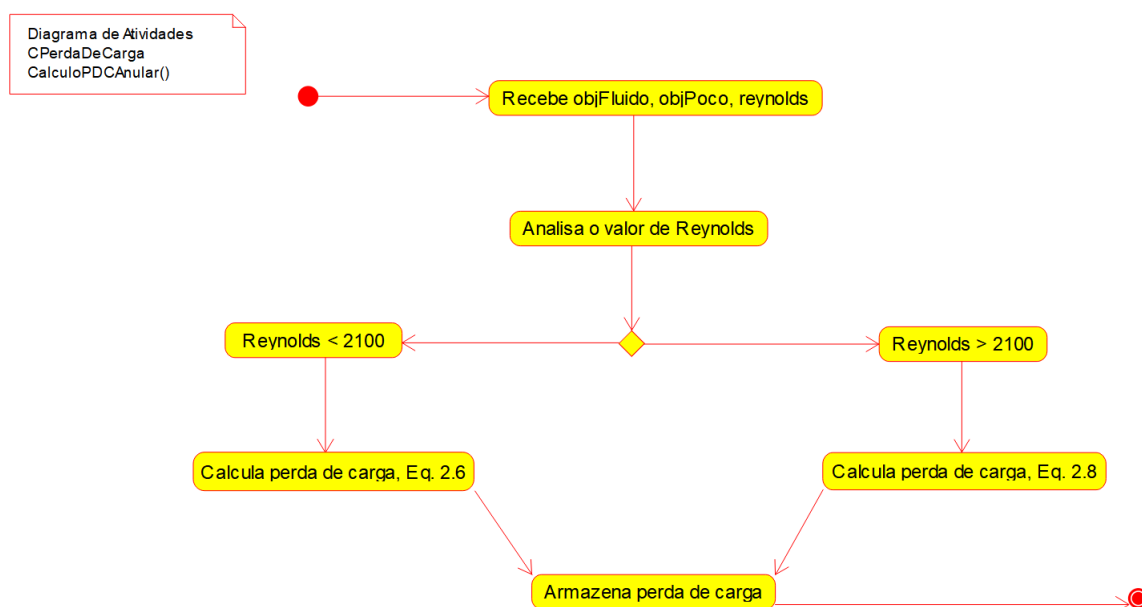 Diagrama de Atividades
CPerdaDeCarga
CalculoPDCAnular()
Recebe objFluido, objPoco, reynolds
Analisa o valor de Reynolds
Reynolds < 2100
Reynolds > 2100
Calcula perda de carga, Eq. 2.6
Calcula perda de carga, Eq. 2.8
Armazena perda de carga